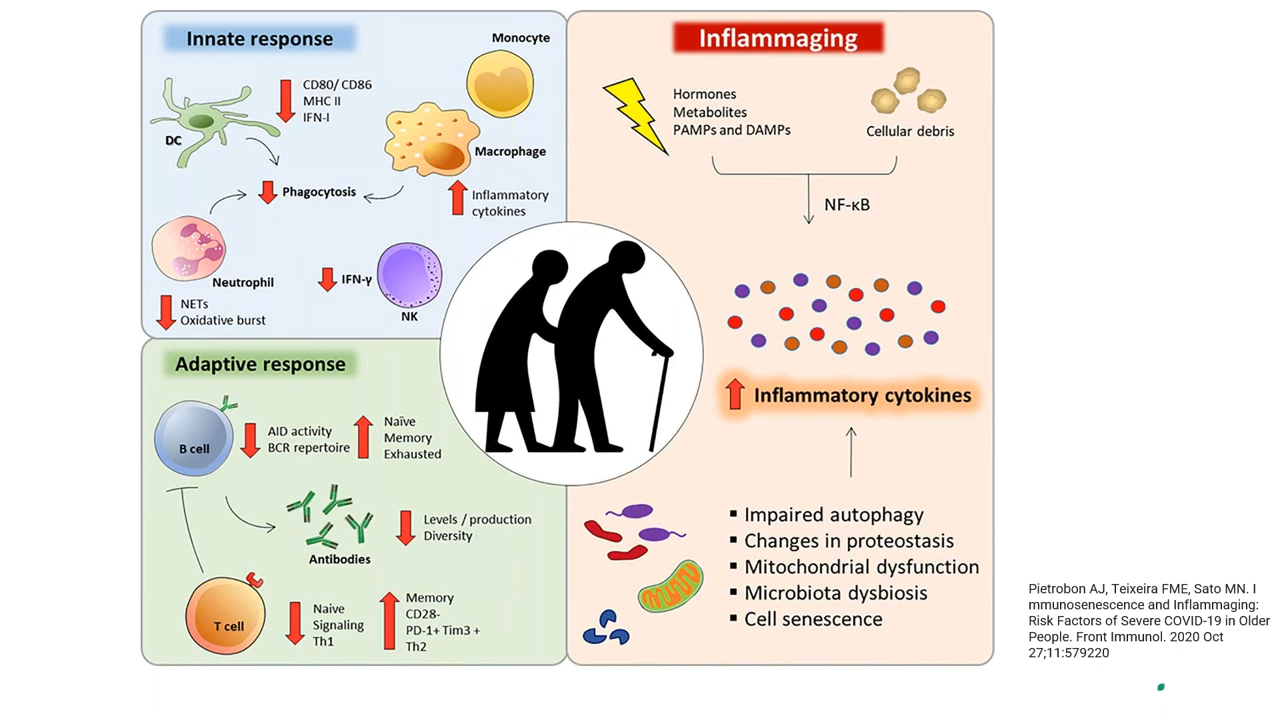 Innate response
Monocyte
CD80/ CD86
MHC II
IFN-I
DC
Macrophage
Phagocytosis
Inflammatory
cytokines
Neutrophil
IFN-γ
NK
NETs
Oxidative burst
Adaptive response
B cell
AID activity
BCR repertoire
Naïve
Memory
Exhausted
Levels / production
Diversity
Antibodies
T cell
Naive
Signaling
Th1
Memory
CD28-
PD-1+ Tim3 +
Th2
Inflammaging
Hormones
Metabolites
PAMPs and DAMPs
Cellular debris
NF-κB
Inflammatory cytokines
▪ Impaired autophagy
▪ Changes in proteostasis
▪ Mitochondrial dysfunction
▪ Microbiota dysbiosis
▪ Cell senescence
Pietrobon AJ, Teixeira FME, Sato MN. I
mmunosenescence and Inflammaging:
Risk Factors of Severe COVID-19 in Older
People. Front Immunol. 2020 Oct
27;11:579220